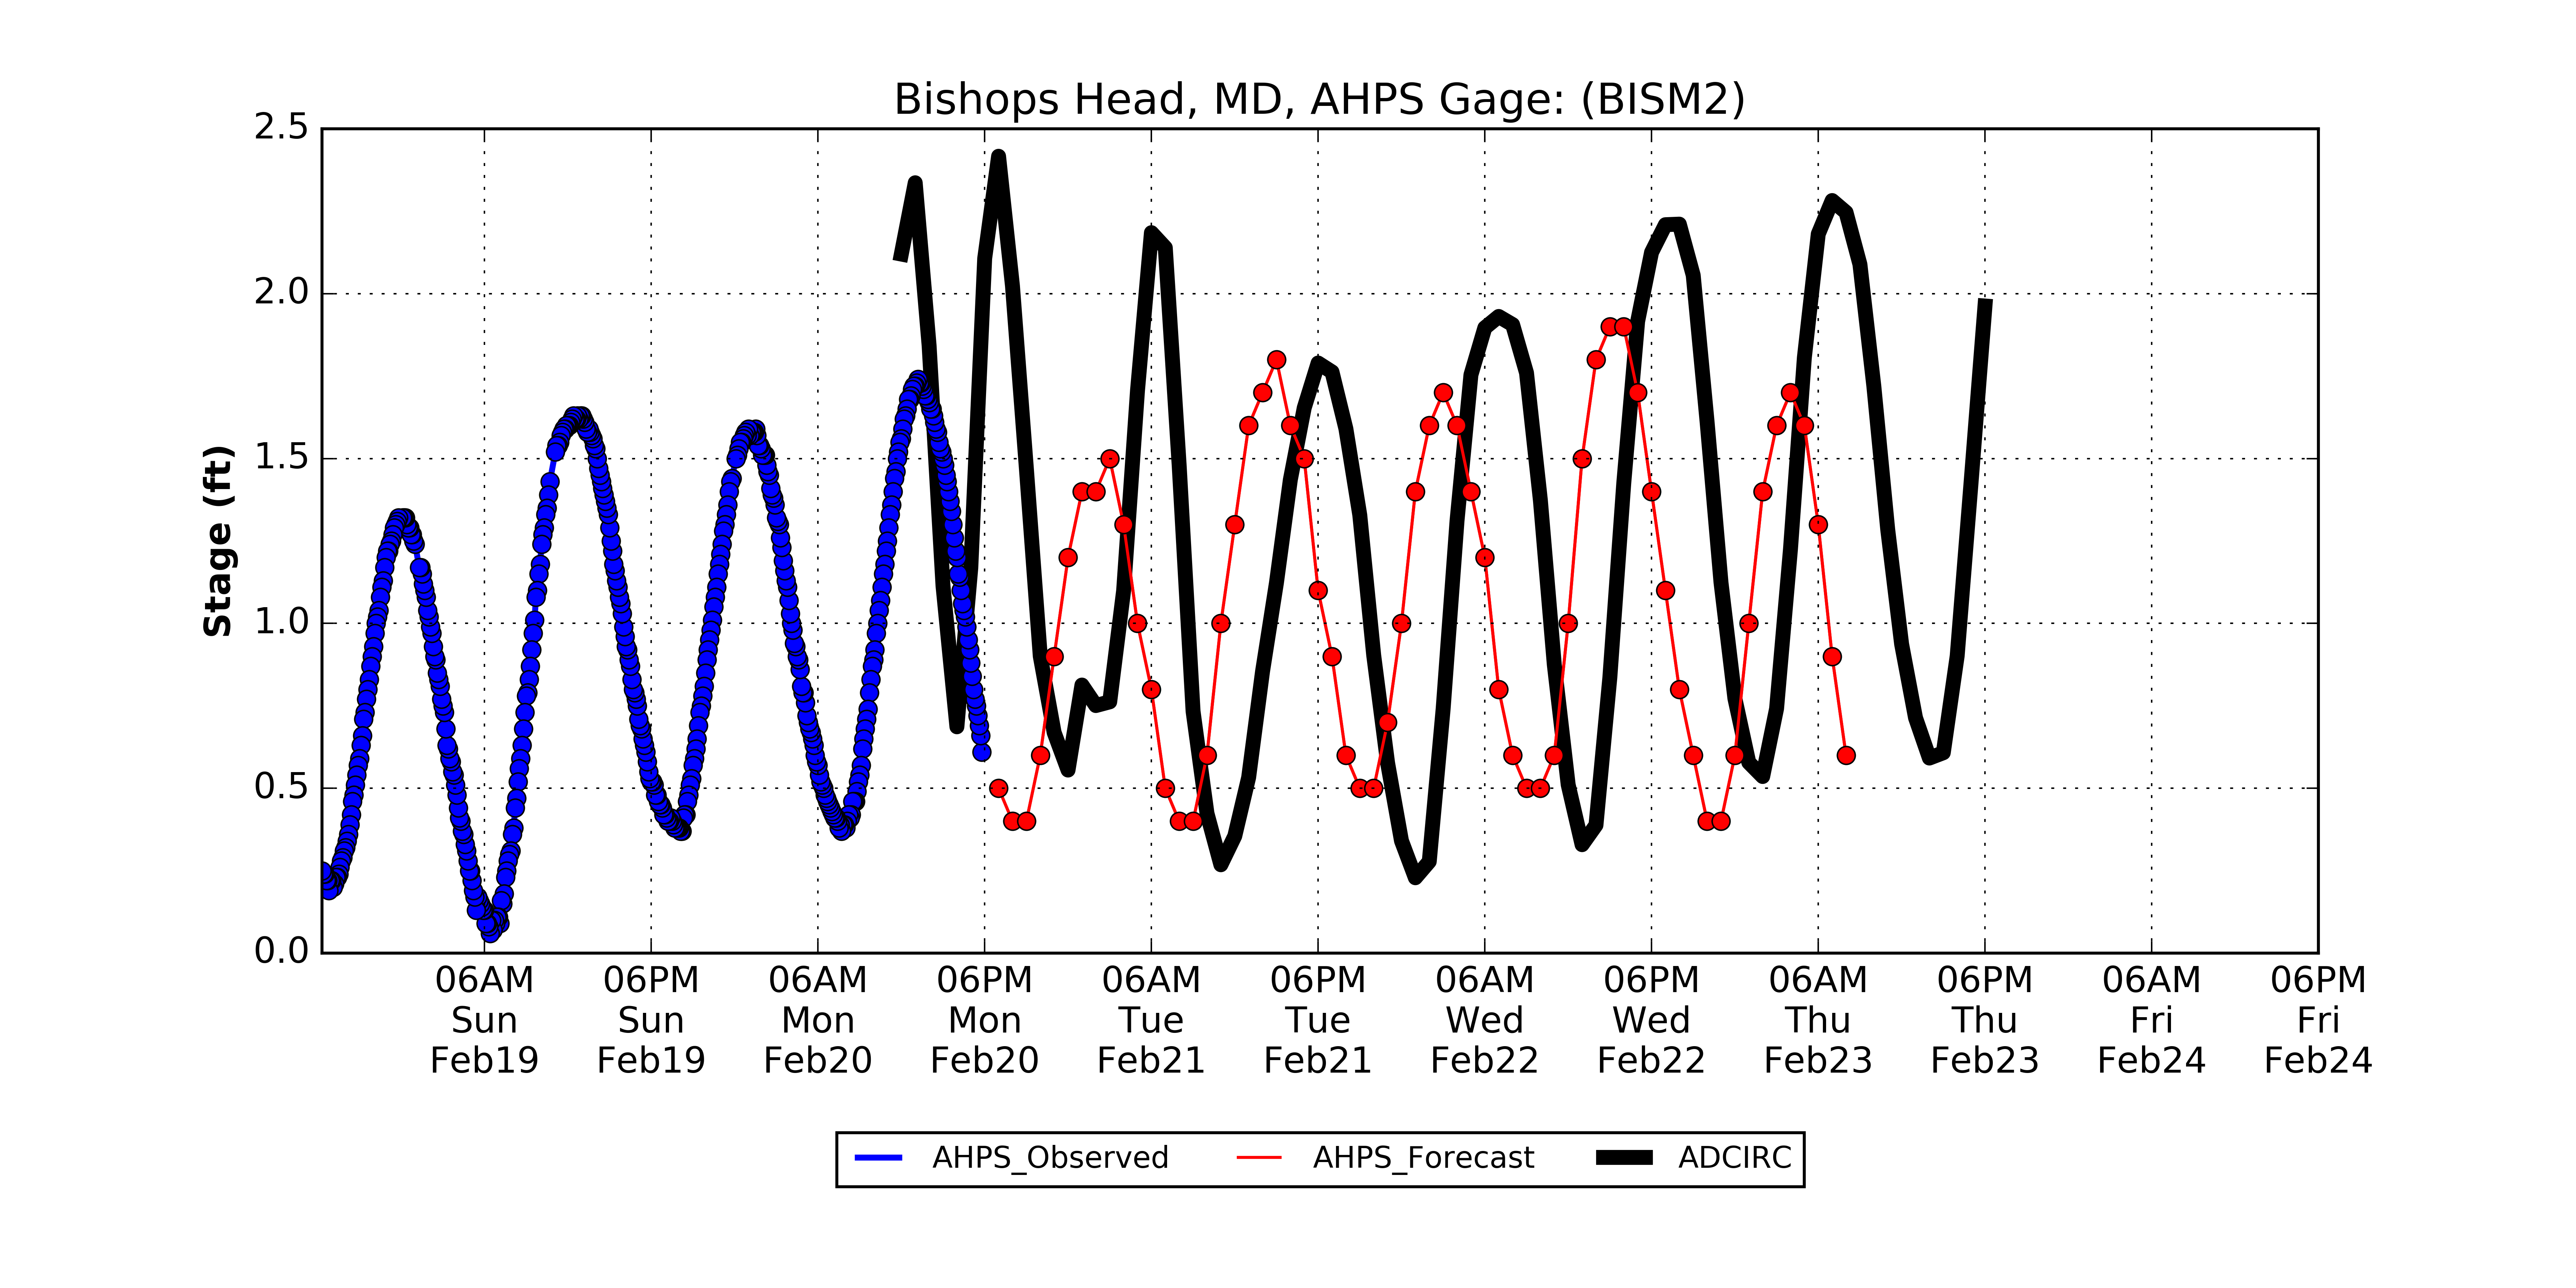 Bishops Head, MD, AHPS Gage: (BISM2)
Stage (ft)
2.5
2.0
1.5
1.0
0.5
0.0
06AM 06PM 06AM 06PM 06AM 06PM 06AM 06PM 06AM 06PM 06AM 06PM
Sun Sun Mon Mon Tue Tue Wed Wed Thu Thu Fri Fri
Feb19 Feb19 Feb20 Feb20 Feb21 Feb21 Feb22 Feb22 Feb23 Feb23 Feb24 Feb24
AHPS_Observed AHPS_Forecast ADCIRC